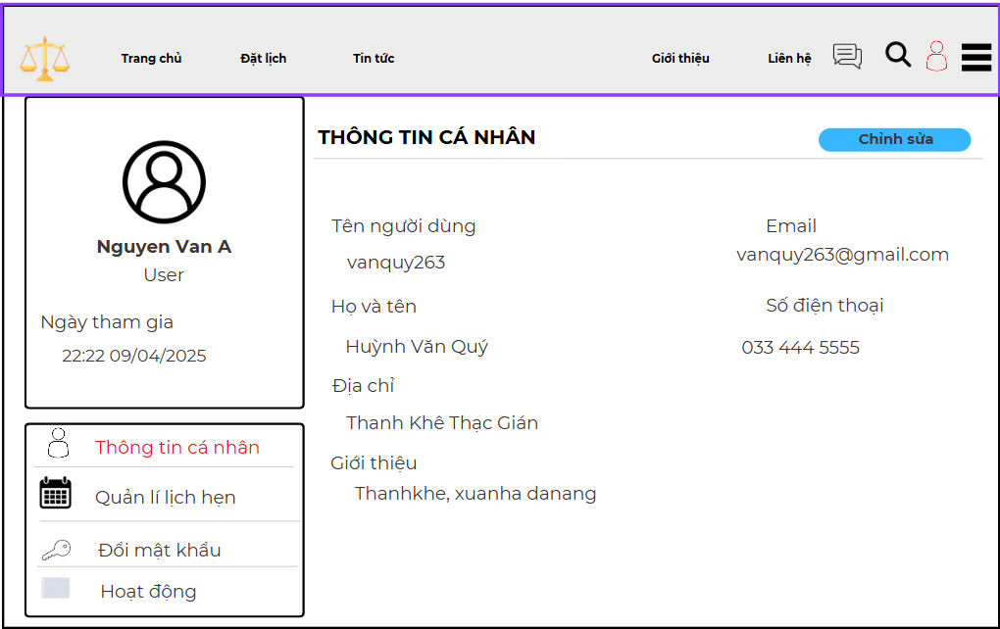 Trang chủ
Đặt lịch
Tin tức
Giới thiệu
Liên hệ
Nguyen Van A
User
Ngày tham gia
22:22 09/04/2025
Thông tin cá nhân
Quản lí lịch hẹn
Đổi mật khẩu
Hoạt động
THÔNG TIN CÁ NHÂN
Chỉnh sửa
Tên người dùng
vanquy263
Email
vanquy263@gmail.com
Họ và tên
Huỳnh Văn Quý
Số điện thoại
033 444 5555
Địa chỉ
Thanh Khê Thạc Gián
Giới thiệu
Thanhkhe, xuanha danang